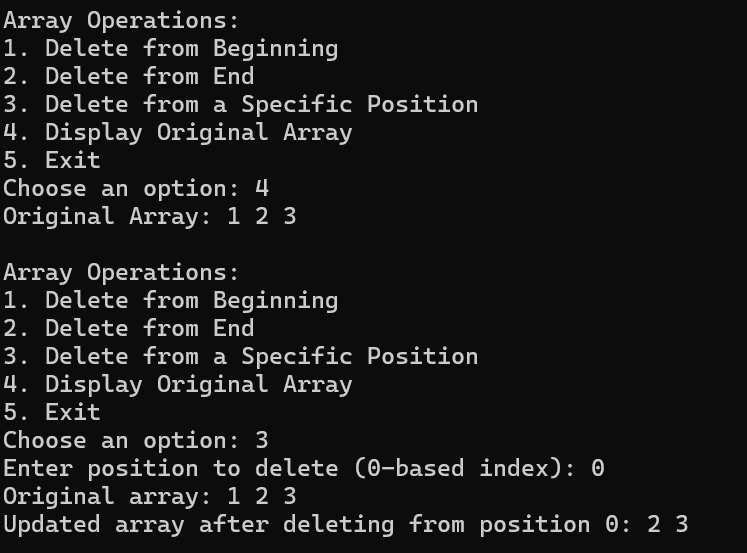 Array Operations:
1. Delete from Beginning
2. Delete from End
3. Delete from a Specific Position
4. Display Original Array
5. Exit
Choose an option: 4
Original Array: 1 2 3

Array Operations:
1. Delete from Beginning
2. Delete from End
3. Delete from a Specific Position
4. Display Original Array
5. Exit
Choose an option: 3
Enter position to delete (0-based index): 0
Original array: 1 2 3
Updated array after deleting from position 0: 2 3